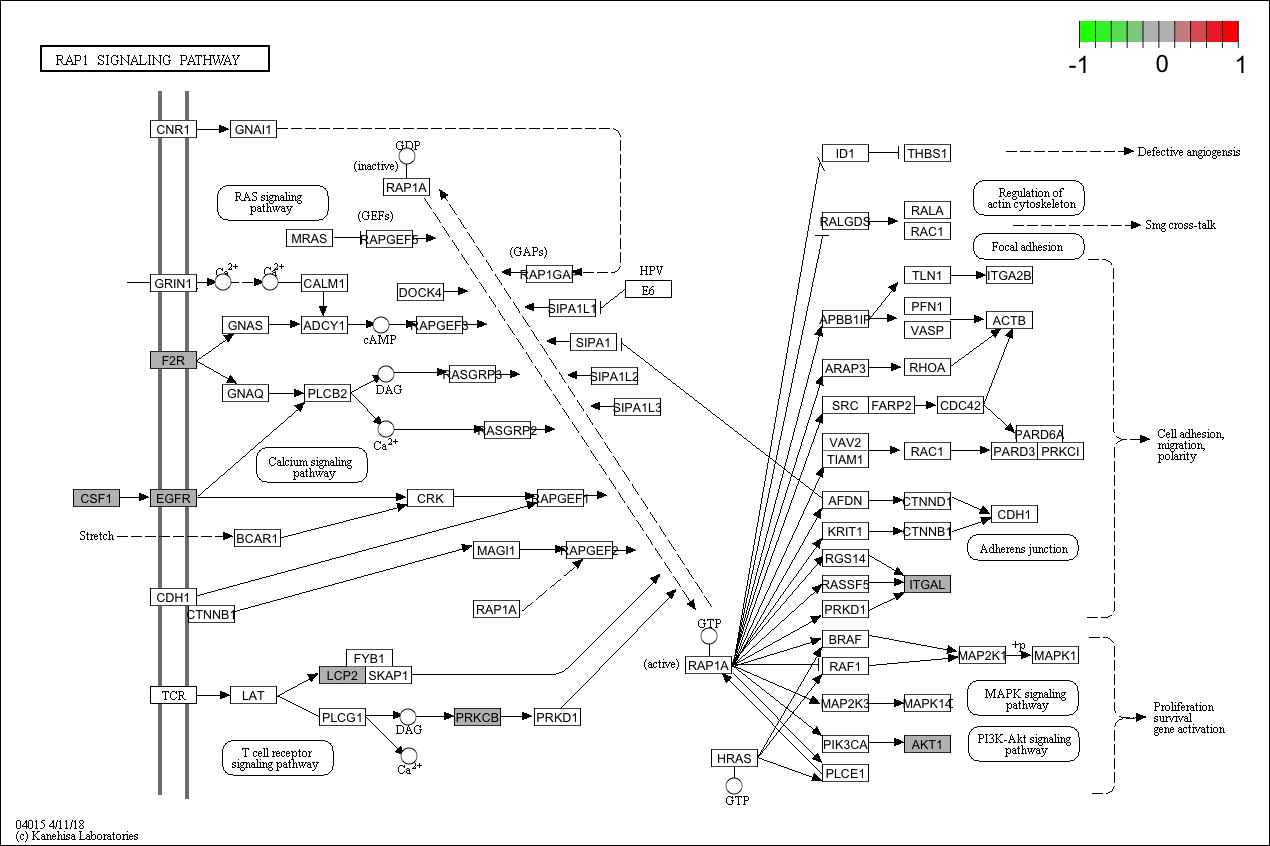 RAP1 SIGNALING PATHWAY
-1 0 1
CNR1
GNAI1
GDP
(inactive)
RAP1A
RAS signaling
pathway
(GEFs)
MRAS
RAPGEF5
(GAPs)
RAP1GA
HPV
E6
GRIN1
Ca2+
Ca2+
CALM1
DOCK4
SIPA1L1
GNAS
ADCY1
cAMP
RAPGEF3
SIPA1
F2R
DAG
RASGRP3
SIPA1L2
GNAQ
PLCB2
SIPA1L3
Ca2+
RASGRP2
Calcium signaling
pathway
CSF1
EGFR
CRK
RAPGEF1
Stretch
BCAR1
MAGI1
RAPGEF2
CDH1
CTNNB1
RAP1A
GTP
(active)
RAP1A
FYB1
LCP2
SKAP1
TCR
LAT
PLCG1
DAG
PRKCB
PRKD1
Ca2+
T cell receptor
signaling pathway
HRAS
GTP
ID1
THBS1
Defective angiogensis
Regulation of
actin cytoskeleton
RALGDS
RALA
RAC1
Smg cross-talk
Focal adhesion
TLN1
ITGA2B
APBB1IP
PFN1
VASP
ACTB
ARAP3
RHOA
SRC
FARP2
CDC42
VAV2
TIAM1
RAC1
PARD6A
PARD3
PRKCI
Cell adhesion,
migration,
polarity
AFDN
CTNND1
CDH1
KRIT1
CTNNB1
Adherens junction
RGS14
RASSF5
ITGAL
PRKD1
BRAF
RAF1
MAP2K1
+p
MAPK1
MAP2K3
MAPK14
MAPK signaling
pathway
Proliferation
survival
gene activation
PIK3CA
AKT1
PI3K-Akt signaling
pathway
PLCE1
04015 4/11/18
(c) Kanehisa Laboratories